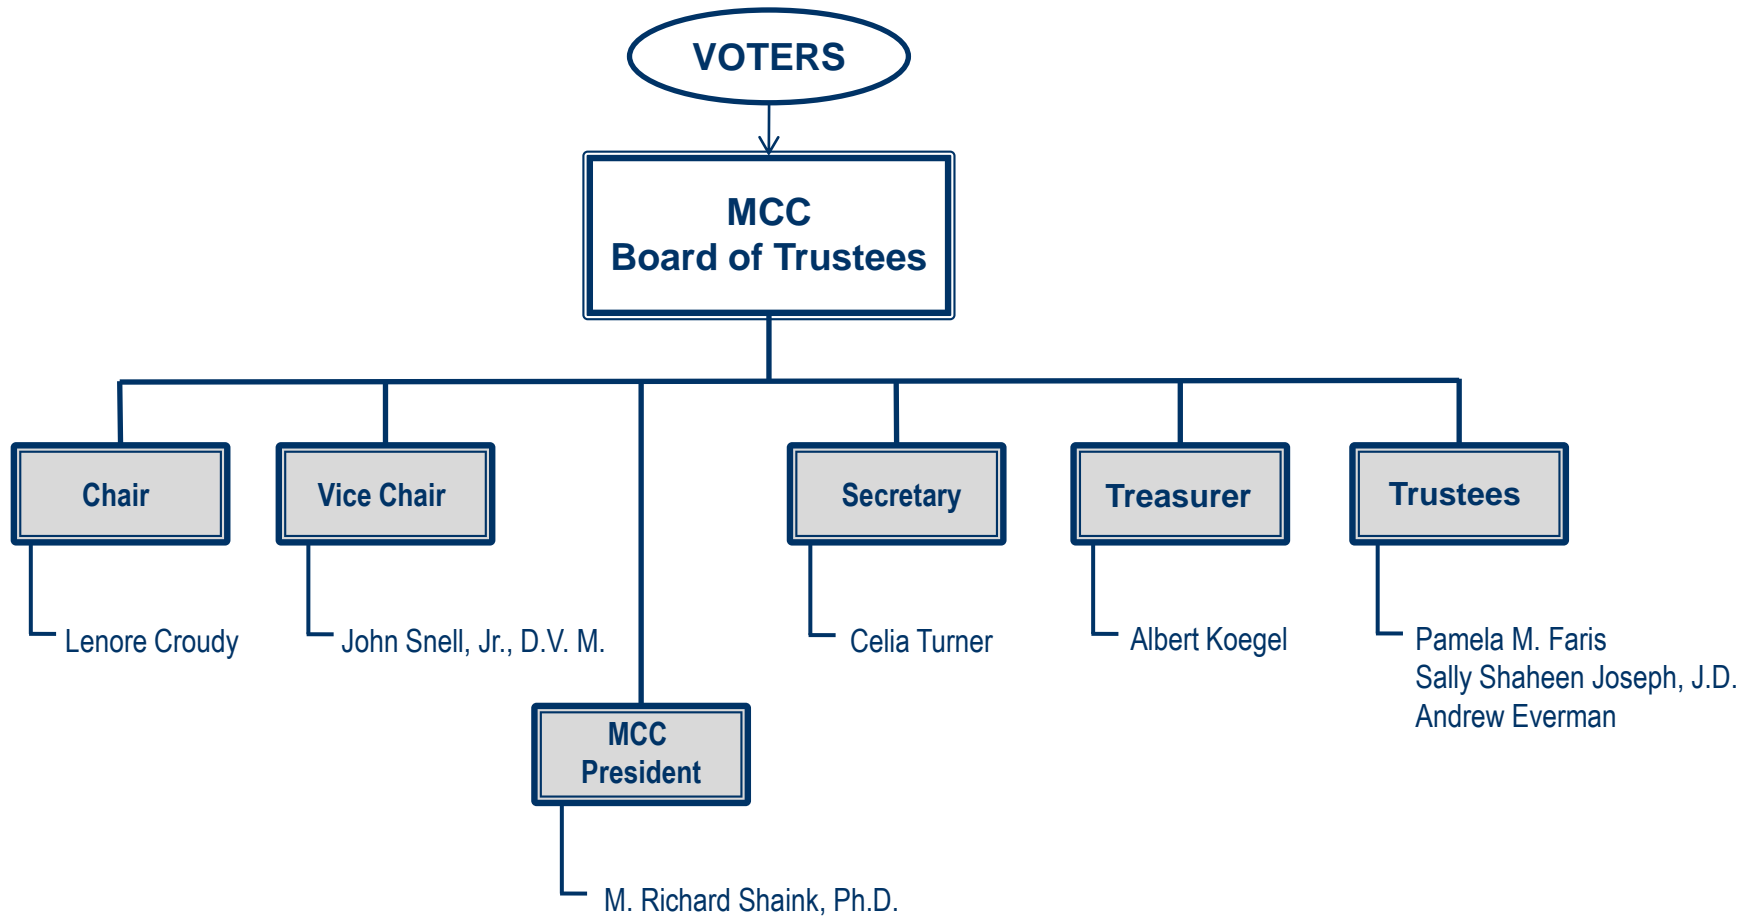 VOTERS
MCC
Board of Trustees
Chair
Vice Chair
Secretary
Treasurer
Trustees
Lenore Croudy
John Snell, Jr., D.V. M.
Celia Turner
Albert Koegel
Pamela M. Faris
Sally Shaheen Joseph, J.D.
Andrew Everman
MCC
President
M. Richard Shaink, Ph.D.